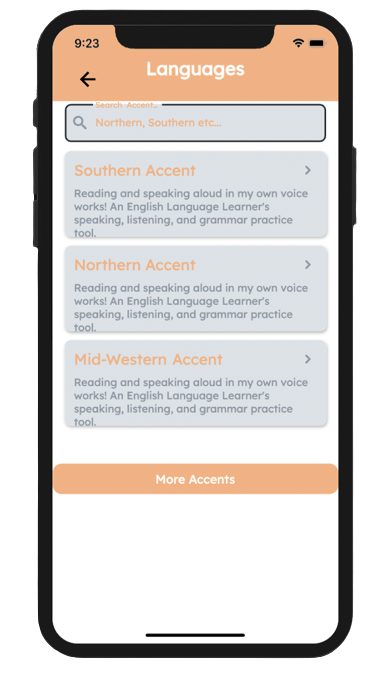 9:23
Languages
Search Accent...
Northern, Southern etc...
Southern Accent
Reading and speaking aloud in my own voice
works! An English Language Learner's
speaking, listening, and grammar practice
tool.
Northern Accent
Reading and speaking aloud in my own voice
works! An English Language Learner's
speaking, listening, and grammar practice
tool.
Mid-Western Accent
Reading and speaking aloud in my own voice
works! An English Language Learner's
speaking, listening, and grammar practice
tool.
More Accents